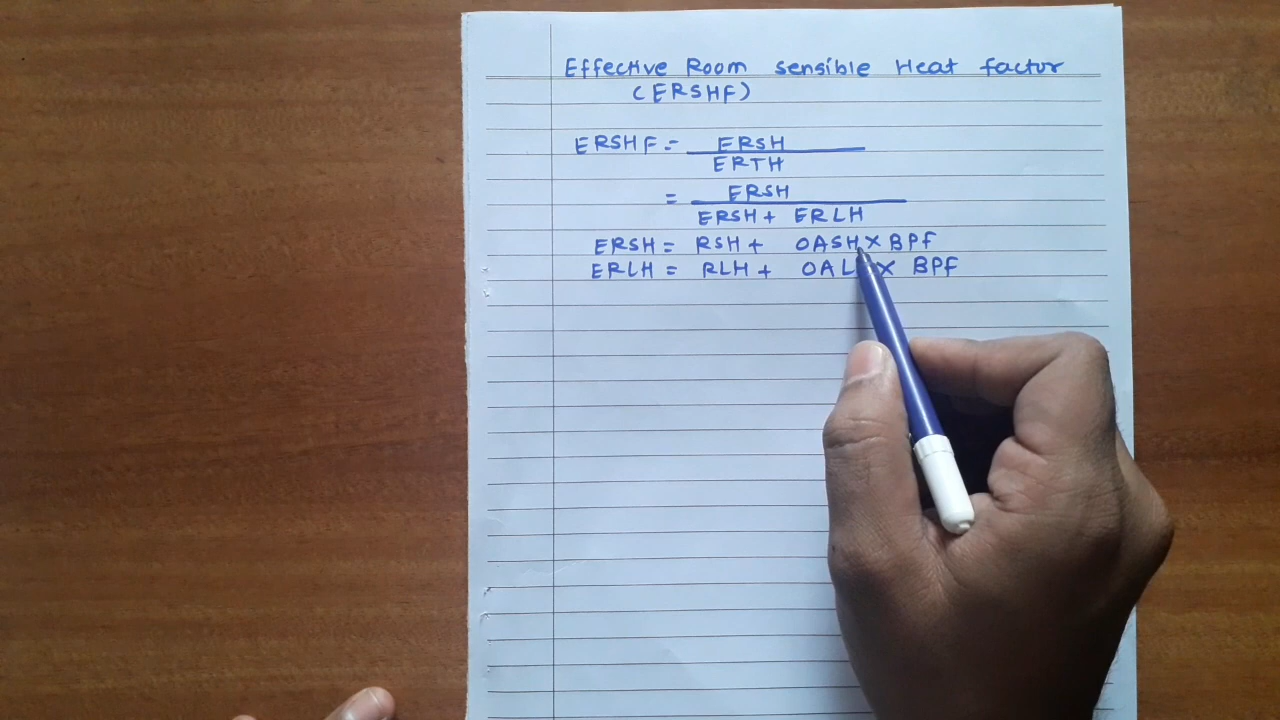 Effective Room sensible Heat factor
(ERSHF)
ERSHF = ERSH
ERTH
= ERSH
ERSH + ERLH
ERSH = RSH + OASH × BPF
ERLH = RLH + × BPF